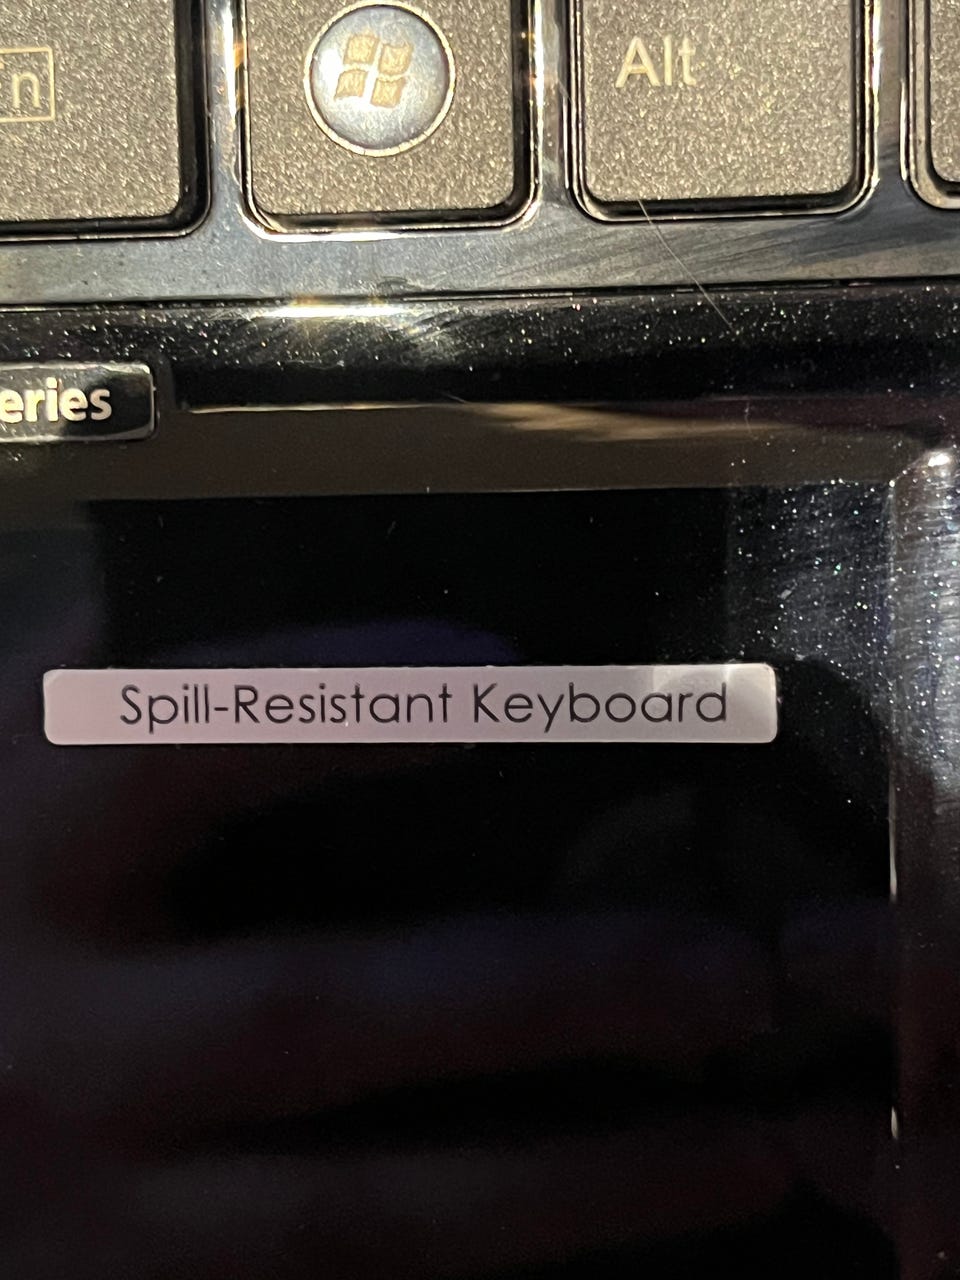 n
Alt
eries
Spill-Resistant Keyboard